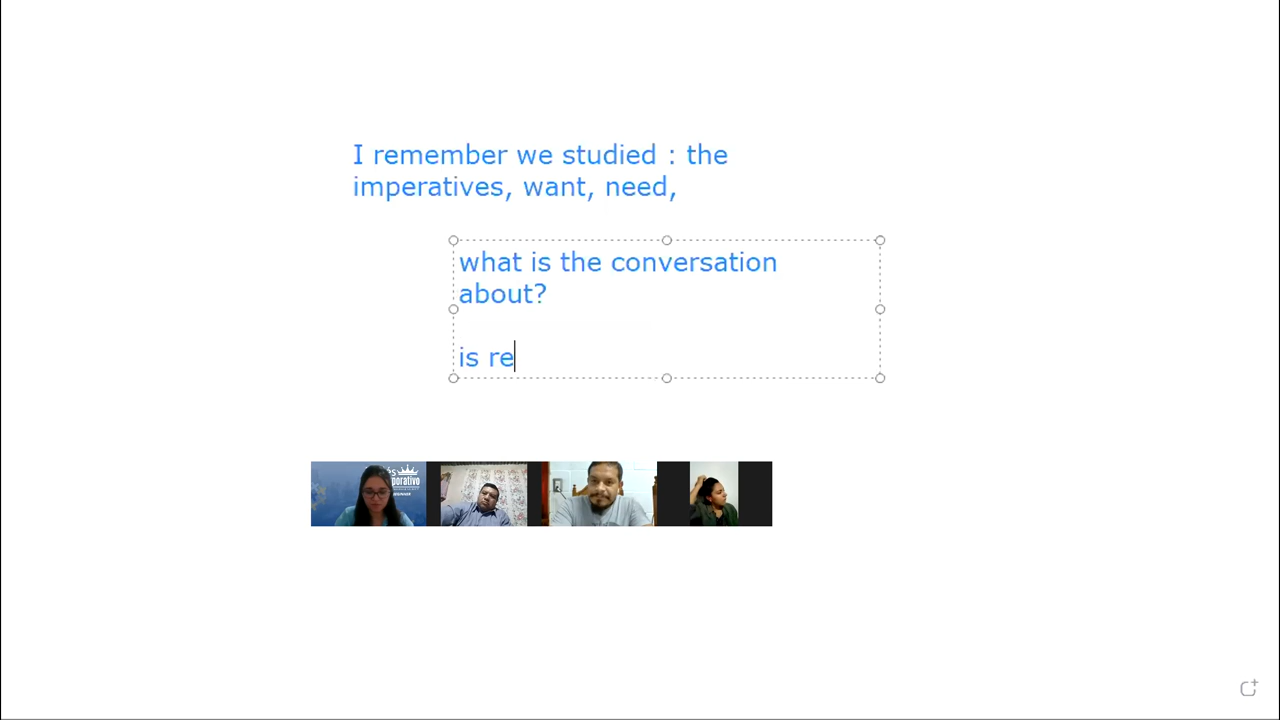 I remember we studied : the
imperatives, want, need,
what is the conversation
about?
is re